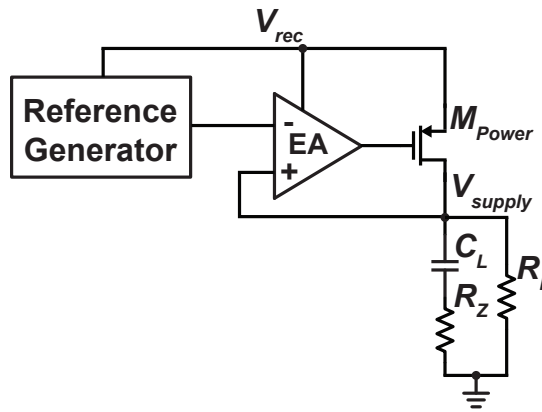 V_rec
Reference
Generator
-
EA
+
M_Power
V_supply
C_L
R_Z